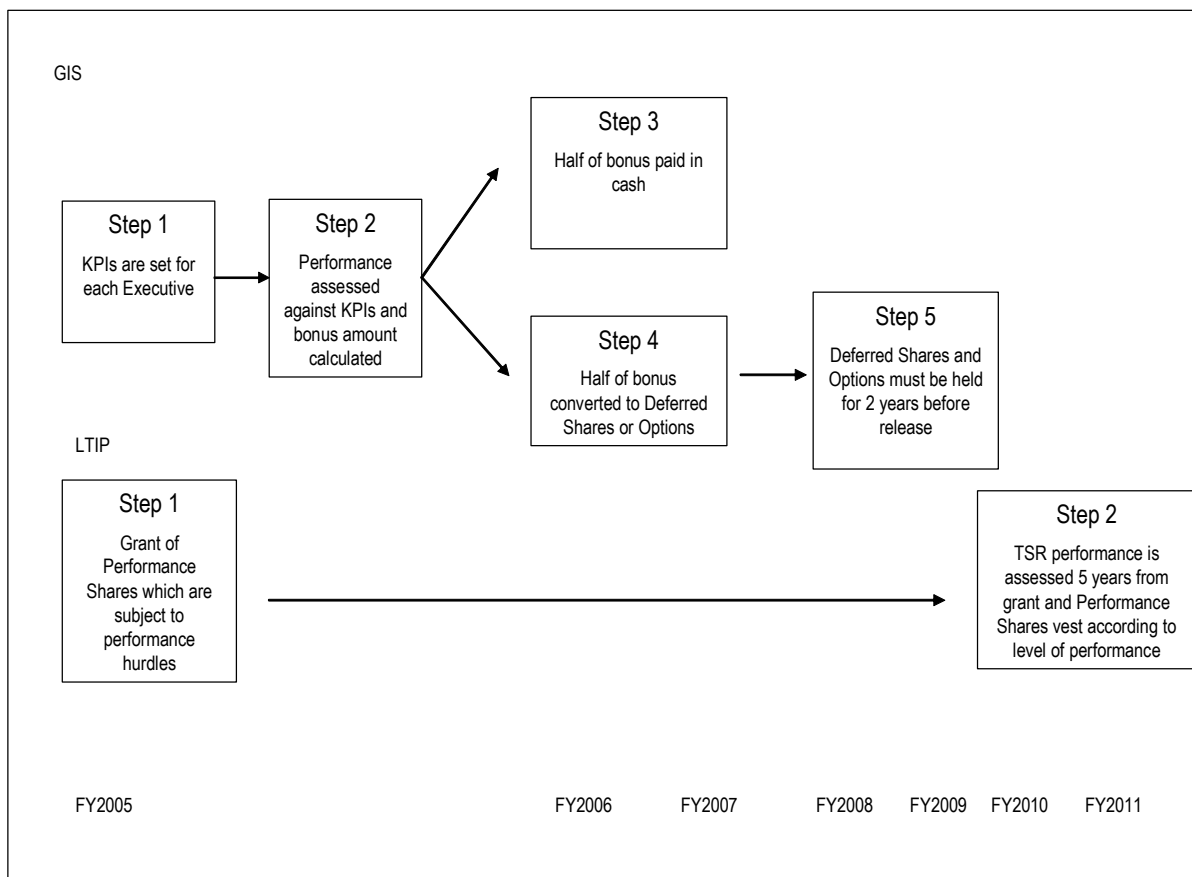 GIS
Step 1
KPIs are set for
each Executive
Step 2
Performance
assessed
against KPIs and
bonus amount
calculated
Step 3
Half of bonus paid in
cash
Step 4
Half of bonus
converted to Deferred
Shares or Options
Step 5
Deferred Shares and
Options must be held
for 2 years before
release
LTIP
Step 1
Grant of
Performance
Shares which are
subject to
performance
hurdles
Step 2
TSR performance is
assessed 5 years from
grant and Performance
Shares vest according to
level of performance
FY2005 FY2006 FY2007 FY2008 FY2009 FY2010 FY2011